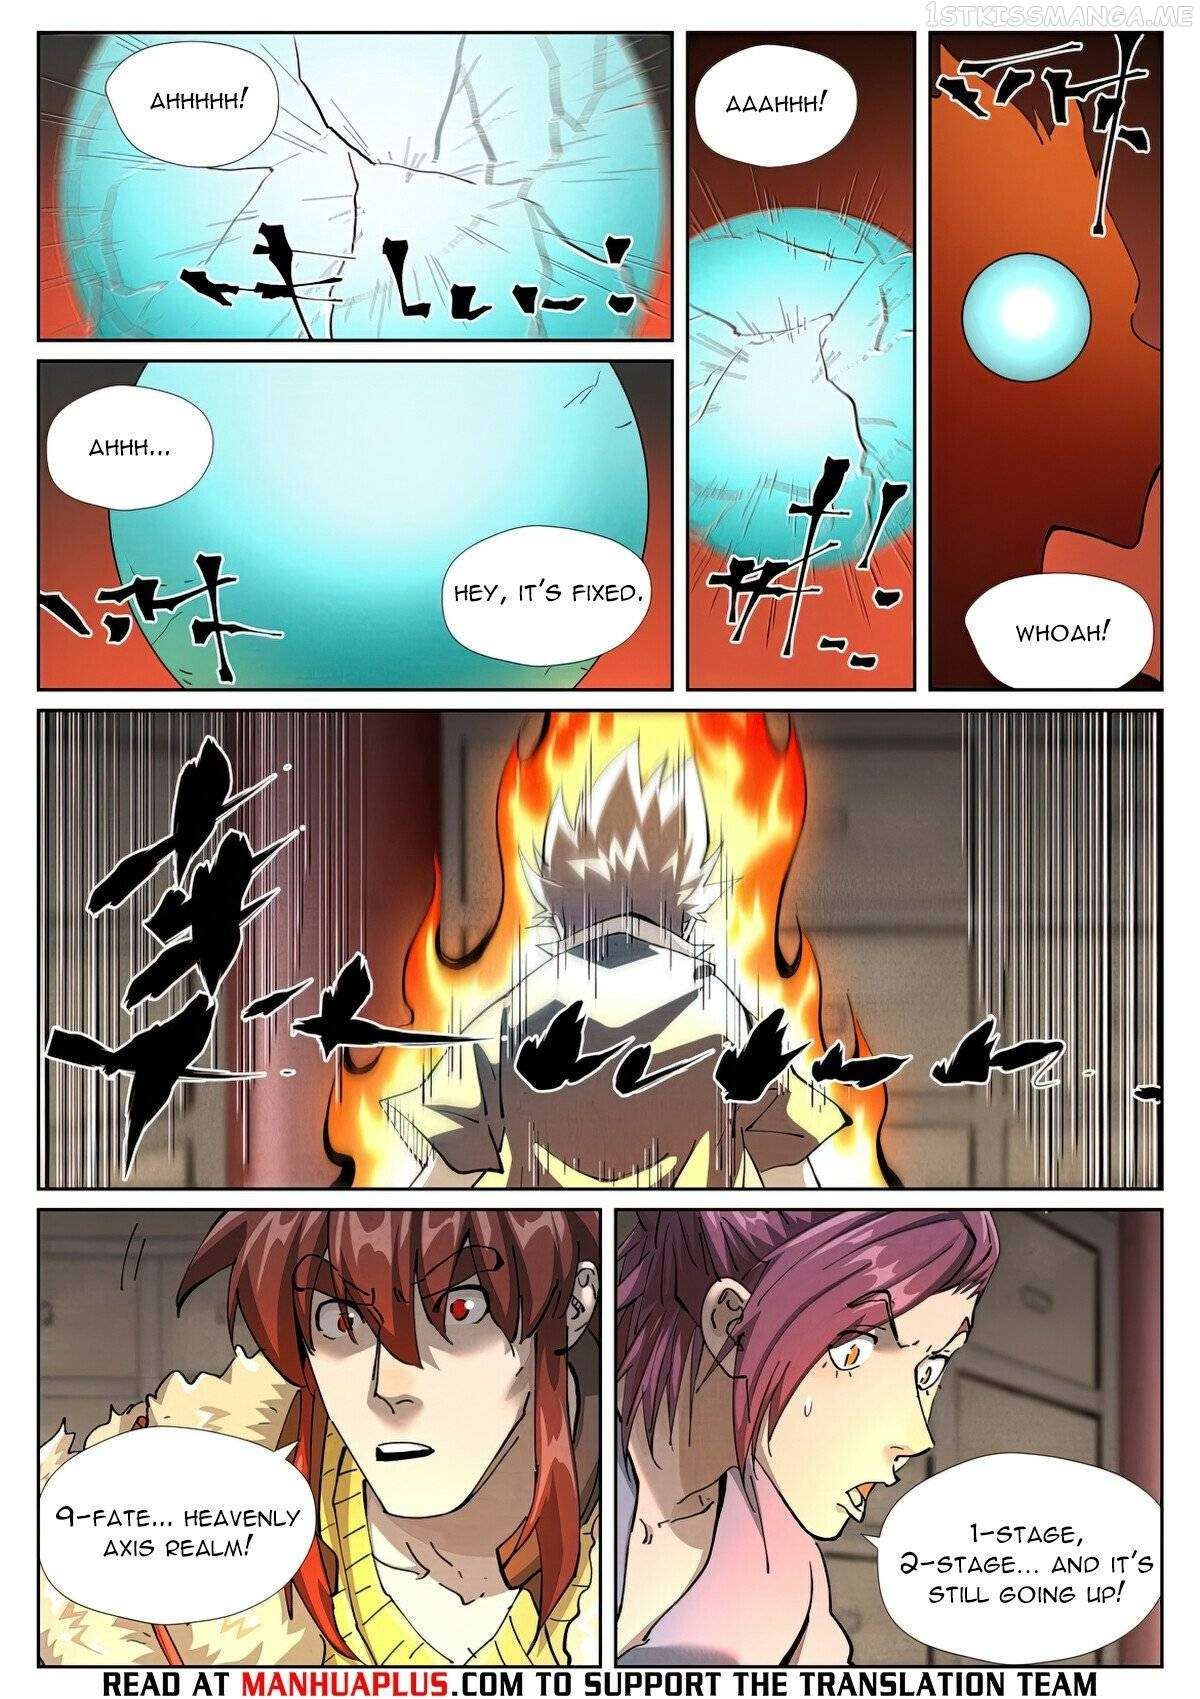 1STKISSMANGA.ME
AHHHHH!
AAAHHH!
WHOAH!
AHHH...
HEY, IT'S FIXED.
9-FATE... HEAVENLY
AXIS REALM!
1-STAGE,
2-STAGE... AND IT'S
STILL GOING UP!
READ AT MANHUAPLUS.COM TO SUPPORT THE TRANSLATION TEAM